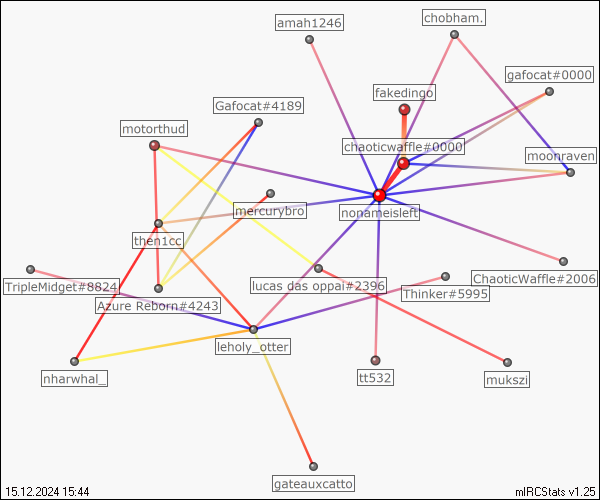 amah1246
chobham.
gafocat#0000
fakedingo
Gafocat#4189
motorthud
chaoticwaffle#0000
moonraven
mercurybro
nonameisleft
then1cc
TripleMidget#8824
lucas das oppai#2396
ChaoticWaffle#2006
Thinker#5995
Azure Reborn#4243
leholy_otter
nharwhal_
tt532
mukszi
gateauxcatto
15.12.2024 15:44
mIRCStats v1.25